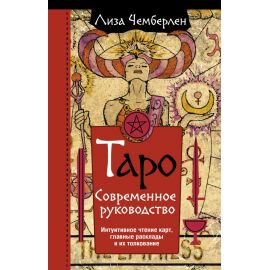 Лиза Чемберлен
Таро
Современное
руководство
Интуитивное чтение карт,
главные расклады
и их толкование